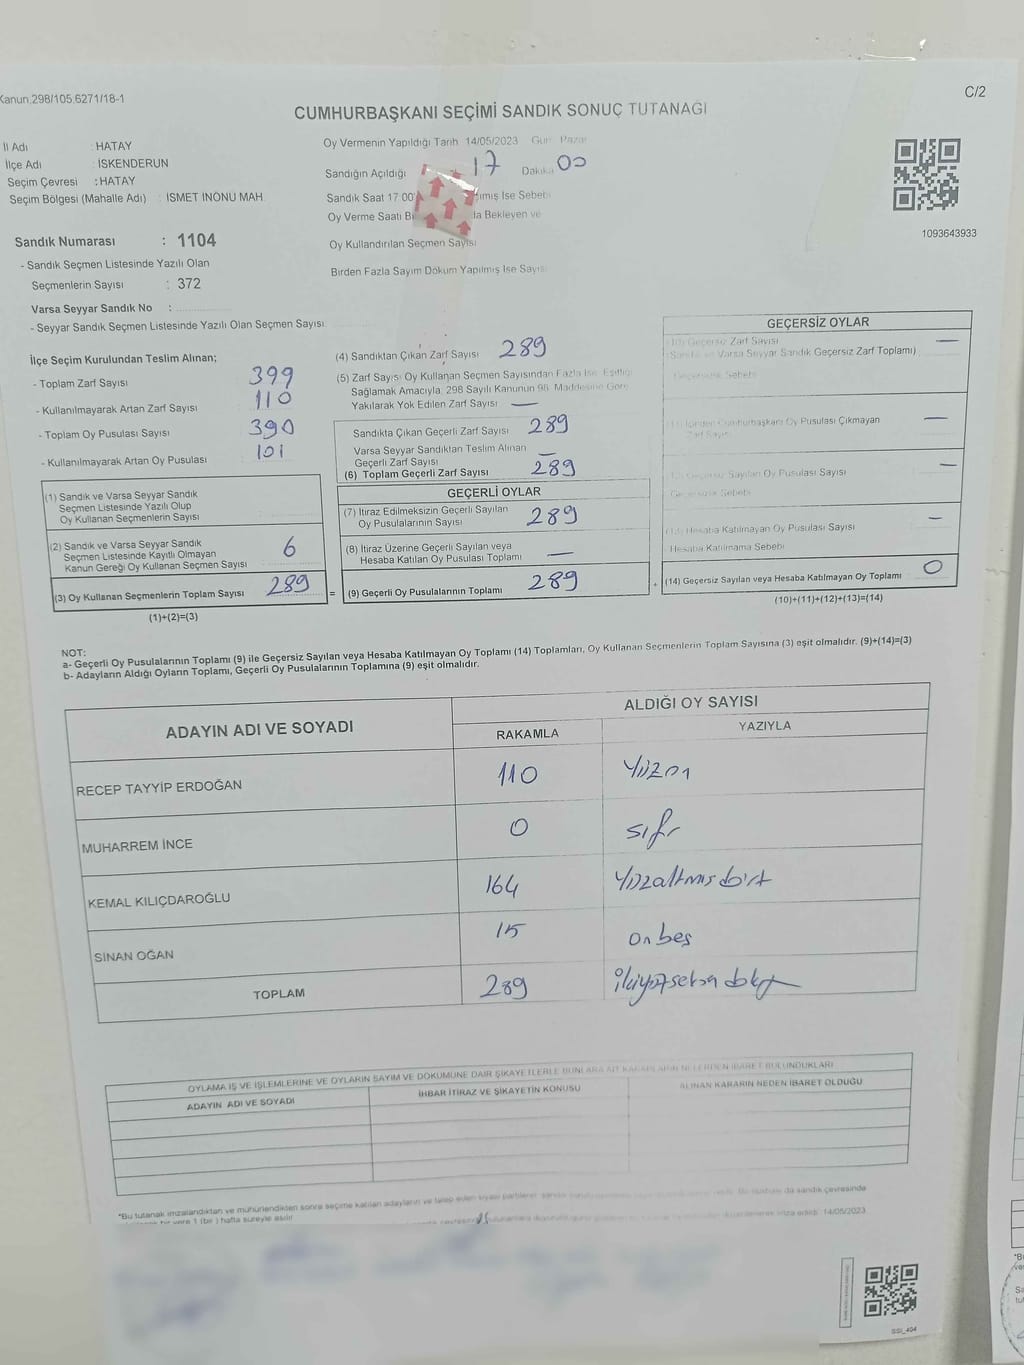 Kanun.298/105.6271/18-1
C/2
CUMHURBAŞKANI SEÇİMİ SANDIK SONUÇ TUTANAĞI
İl Adı : HATAY
İlçe Adı : İSKENDERUN
Seçim Çevresi : HATAY
Seçim Bölgesi (Mahalle Adı) : İSMET İNÖNÜ MAH
Sandık Numarası : 1104
- Sandık Seçmen Listesinde Yazılı Olan
Seçmenlerin Sayısı : 372
Varsa Seyyar Sandık No :
- Seyyar Sandık Seçmen Listesinde Yazılı Olan Seçmen Sayısı
Oy Vermenin Yapıldığı Tarih 14/05/2023 Gün Pazar
Sandığın Açıldığı 17 Dakika 00
Sandık Saat 17:00' İse Sebebi
Oy Verme Saati Bekleyen ve
Oy Kullandırılan Seçmen Sayısı
Birden Fazla Sayım Döküm Yapılmış İse Sayısı
1093643933
İlçe Seçim Kurulundan Teslim Alınan;
- Toplam Zarf Sayısı 399
- Kullanılmayarak Artan Zarf Sayısı 110
- Toplam Oy Pusulası Sayısı 390
- Kullanılmayarak Artan Oy Pusulası 101
(1) Sandık ve Varsa Seyyar Sandık
Seçmen Listesinde Yazılı Olup
Oy Kullanan Seçmenlerin Sayısı
(2) Sandık ve Varsa Seyyar Sandık
Seçmen Listesinde Kayıtlı Olmayan
Kanun Gereği Oy Kullanan Seçmen Sayısı 6
(3) Oy Kullanan Seçmenlerin Toplam Sayısı 289
(1)+(2)=(3)
(4) Sandıktan Çıkan Zarf Sayısı 289
(5) Zarf Sayısı Oy Kullanan Seçmen Sayısından Fazla İse, Eşitliği
Sağlamak Amacıyla; 298 Sayılı Kanunun 98. Maddesine Göre
Yakılarak Yok Edilen Zarf Sayısı —
Sandıkta Çıkan Geçerli Zarf Sayısı 289
Varsa Seyyar Sandıktan Teslim Alınan
Geçerli Zarf Sayısı —
(6) Toplam Geçerli Zarf Sayısı 289
GEÇERLİ OYLAR
(7) İtiraz Edilmeksizin Geçerli Sayılan
Oy Pusulalarının Sayısı 289
(8) İtiraz Üzerine Geçerli Sayılan veya
Hesaba Katılan Oy Pusulası Toplamı —
= (9) Geçerli Oy Pusulalarının Toplamı 289 +
GEÇERSİZ OYLAR
(10) Geçersiz Zarf Sayısı —
(Sandık ve Varsa Seyyar Sandık Geçersiz Zarf Toplamı)
Geçersizlik Sebebi
(11) İçinden Cumhurbaşkanı Oy Pusulası Çıkmayan —
Zarf Sayısı
(12) Geçersiz Sayılan Oy Pusulası Sayısı —
Geçersizlik Sebebi
(13) Hesaba Katılmayan Oy Pusulası Sayısı —
Hesaba Katılmama Sebebi
(14) Geçersiz Sayılan veya Hesaba Katılmayan Oy Toplamı 0
(10)+(11)+(12)+(13)=(14)
NOT:
a- Geçerli Oy Pusulalarının Toplamı (9) ile Geçersiz Sayılan veya Hesaba Katılmayan Oy Toplamı (14) Toplamları, Oy Kullanan Seçmenlerin Toplam Sayısına (3) eşit olmalıdır. (9)+(14)=(3)
b- Adayların Aldığı Oyların Toplamı, Geçerli Oy Pusulalarının Toplamına (9) eşit olmalıdır.
ADAYIN ADI VE SOYADI
ALDIĞI OY SAYISI
RAKAMLA YAZIYLA
RECEP TAYYİP ERDOĞAN 110 Yüzon
MUHARREM İNCE 0 sıfır
KEMAL KILIÇDAROĞLU 164 Yüzaltmışdört
SİNAN OĞAN 15 onbeş
TOPLAM 289 ikiyüzseksendokuz
OYLAMA İŞ VE İŞLEMLERİNE VE OYLARIN SAYIM VE DÖKÜMÜNE DAİR ŞİKAYETLERLE BUNLARA AİT KARARLARIN NELERDEN İBARET BULUNDUKLARI
ADAYIN ADI VE SOYADI İHBAR İTİRAZ VE ŞİKAYETİN KONUSU ALINAN KARARIN NEDEN İBARET OLDUĞU
*Bu tutanak imzalandıktan ve mühürlendikten sonra seçime katılan adayların ve talep eden siyasi partilerin da sandık çevresinde
1 (bir) hafta süreyle asılır
imza edildi. 14/05/2023
SSI_404